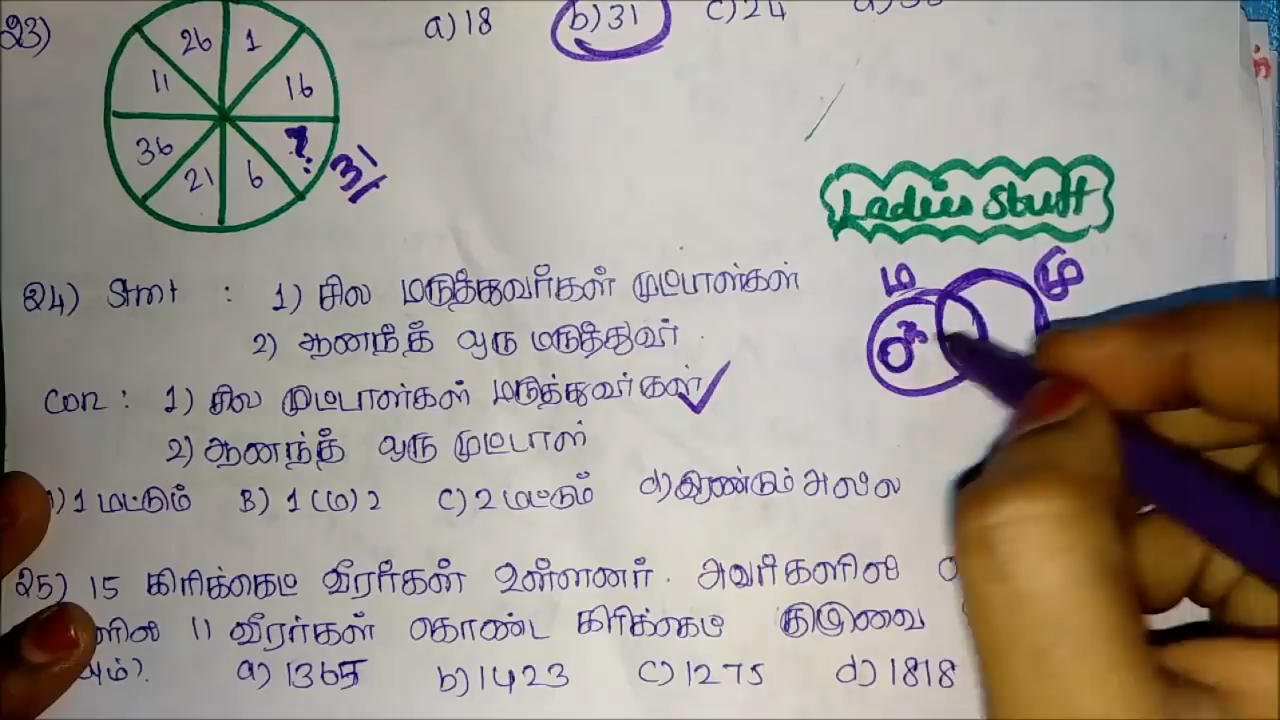 23) a) 18 b) 31 c) 24
26 1
11 16
36 ?
21 6 31
Ladies Stuff
ம மு
24) Stmt : 1) சில மருத்துவர்கள் முட்டாள்கள்
2) ஆனந்த் ஒரு மருத்துவர்.
Con : 1) சில முட்டாள்கள் மருத்துவர்கள்
2) ஆனந்த் ஒரு முட்டாள்
) 1 மட்டும் B) 1 (ம) 2 C) 2 மட்டும் d) இரண்டும் அல்ல
25) 15 கிரிக்கெட் வீரர்கள் உள்ளனர். அவர்களில்
ளில் 11 வீரர்கள் கொண்ட கிரிக்கெட் குழுவை
a) 1365 b) 1423 c) 1275 d) 1818